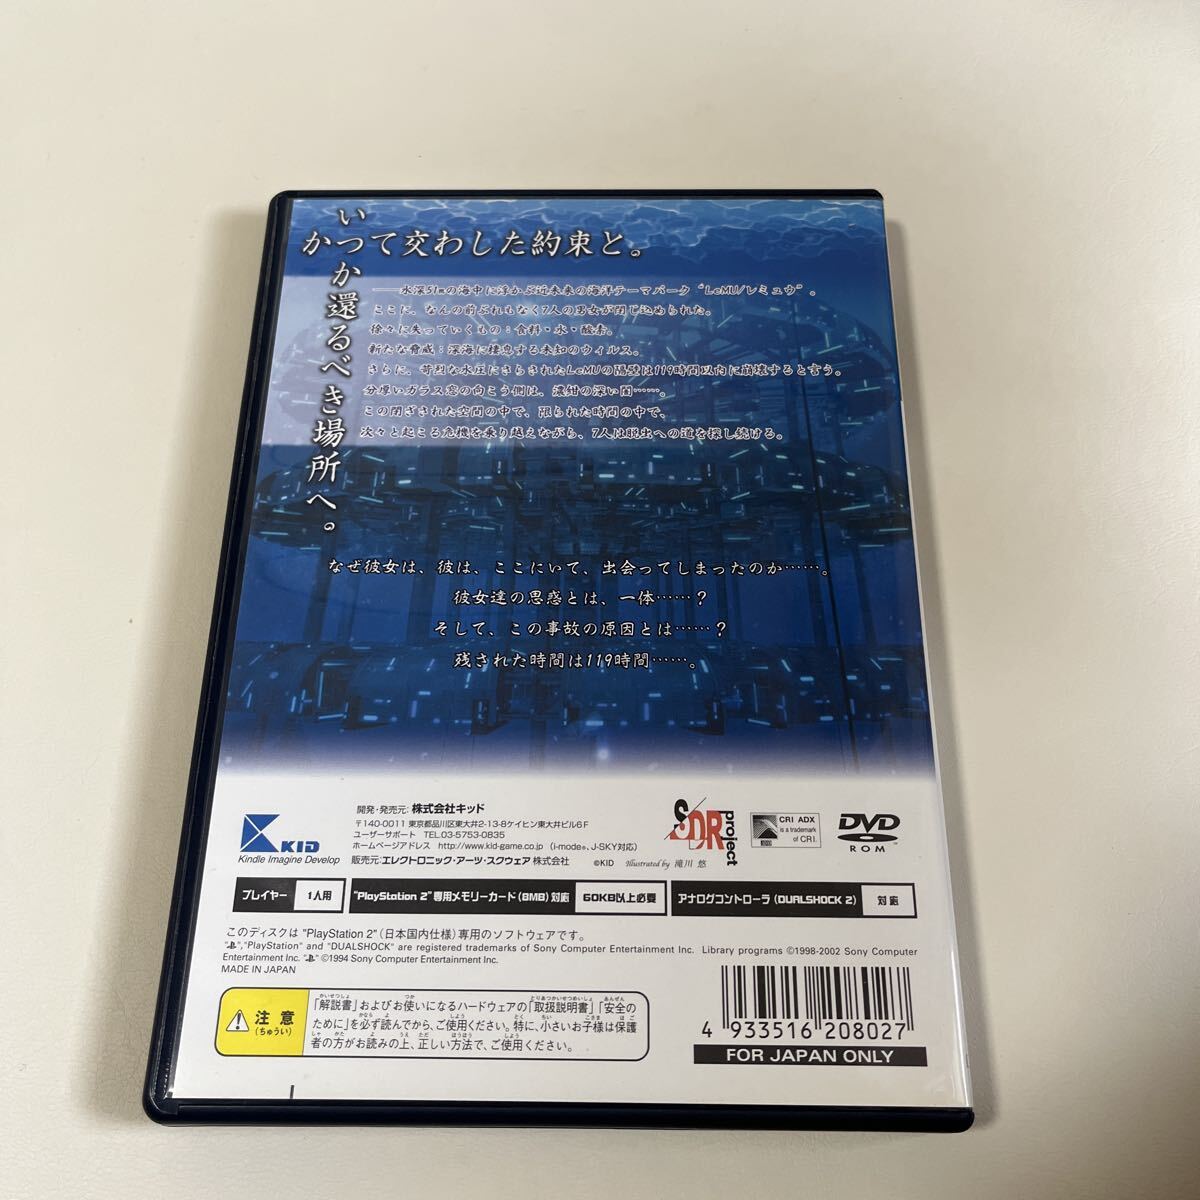 いつか還るべき場所へ。
かつて交わした約束と。
――水深51mの海中に浮かぶ近未来の海洋テーマパーク“LeMU/レミュウ”。
ここに、なんの前ぶれもなく7人の男女が閉じ込められた。
徐々に失っていくもの：食料・水・酸素。
新たな脅威：深海に棲息する未知のウィルス。
さらに、苛烈な水圧にさらされたLeMUの隔壁は119時間以内に崩壊すると言う。
分厚いガラス窓の向こう側は、濃紺の深い闇……。
この閉ざされた空間の中で、限られた時間の中で、
次々と起こる危機を乗り越えながら、7人は脱出への道を探し続ける。
なぜ彼女は、彼は、ここにいて、出会ってしまったのか……。
彼女達の思惑とは、一体……？
そして、この事故の原因とは……？
残された時間は119時間……。
KID
Kindle Imagine Develop
開発・発売元: 株式会社キッド
〒140-0011 東京都品川区東大井2-13-8ケイヒン東大井ビル6F
ユーザーサポート TEL.03-5753-0835
ホームページアドレス http://www.kid-game.co.jp (i-mode®, J-SKY対応)
販売元:エレクトロニック・アーツ・スクウェア 株式会社 ©KID Illustrated by 滝川 悠
S/DR project
CRI ADX
is a trademark
of CRI.
DVD
ROM
プレイヤー 1人用
"PlayStation 2"専用メモリーカード(8MB)対応 60KB以上必要
アナログコントローラ(DUALSHOCK 2) 対応
このディスクは "PlayStation 2"(日本国内仕様)専用のソフトウェアです。
"","PlayStation" and "DUALSHOCK" are registered trademarks of Sony Computer Entertainment Inc. Library programs ©1998-2002 Sony Computer
Entertainment Inc. "" ©1994 Sony Computer Entertainment Inc.
MADE IN JAPAN
注意
(ちゅうい)
「解説書」およびお使いになるハードウェアの「取扱説明書」「安全の
ために」を必ず読んでから、ご使用ください。特に、小さいお子様は保護
者の方がお読みの上、正しい方法で、ご使用ください。
4 933516 208027
FOR JAPAN ONLY